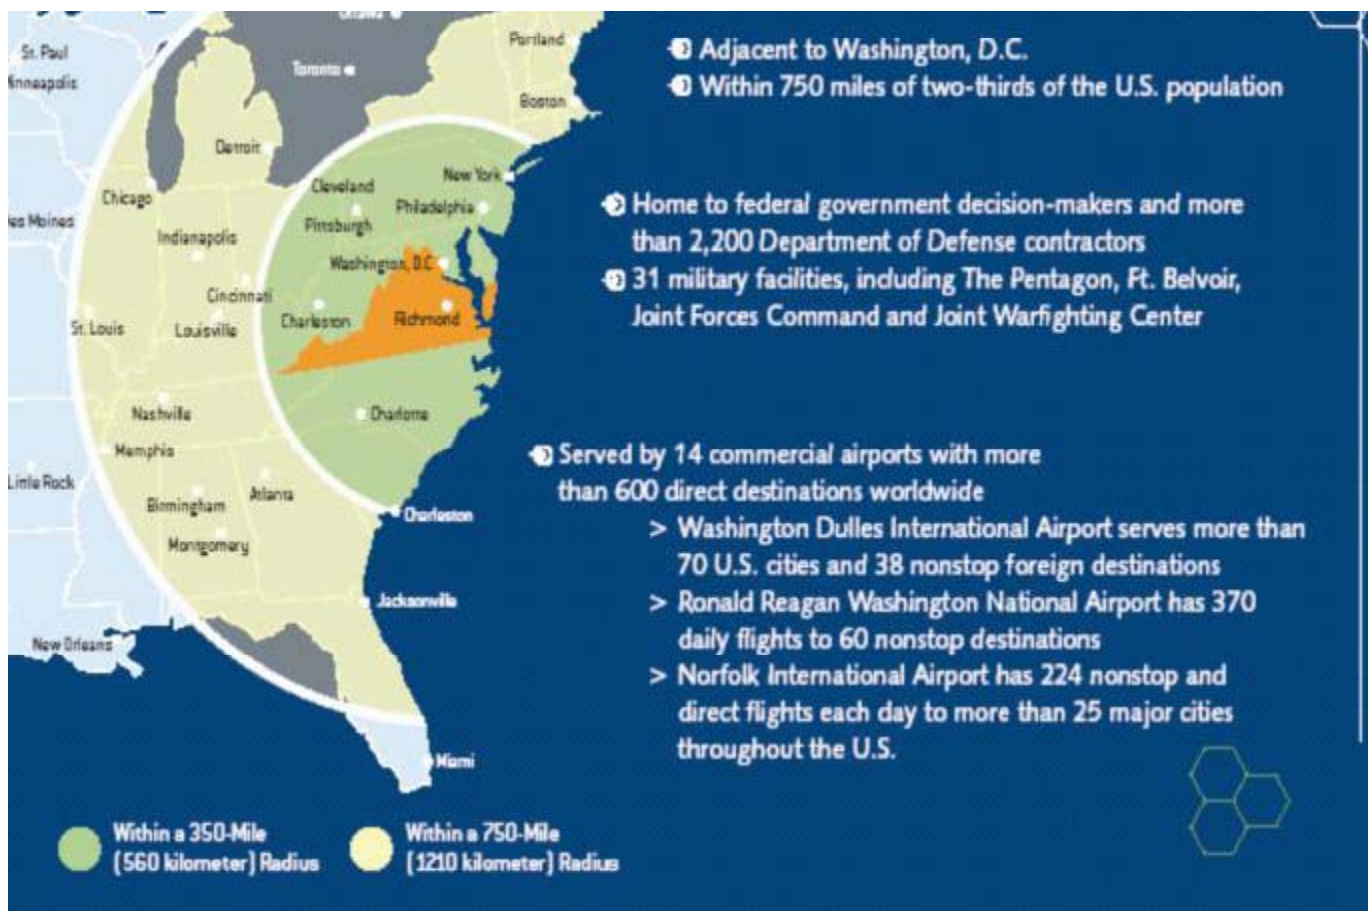 Ottawa
St. Paul
Minneapolis
Portland
Toronto
Boston
Detroit
Chicago
Cleveland
New York
Philadelphia
Des Moines
Pittsburgh
Indianapolis
Washington, D.C.
Cincinnati
Charleston
Richmond
St. Louis
Louisville
Nashville
Charlotte
Memphis
Little Rock
Atlanta
Birmingham
Charleston
Montgomery
Jacksonville
New Orleans
Miami
Adjacent to Washington, D.C.
Within 750 miles of two-thirds of the U.S. population
Home to federal government decision-makers and more
than 2,200 Department of Defense contractors
31 military facilities, including The Pentagon, Ft. Belvoir,
Joint Forces Command and Joint Warfighting Center
Served by 14 commercial airports with more
than 600 direct destinations worldwide
> Washington Dulles International Airport serves more than
70 U.S. cities and 38 nonstop foreign destinations
> Ronald Reagan Washington National Airport has 370
daily flights to 60 nonstop destinations
> Norfolk International Airport has 224 nonstop and
direct flights each day to more than 25 major cities
throughout the U.S.
Within a 350-Mile
(560 kilometer) Radius
Within a 750-Mile
(1210 kilometer) Radius